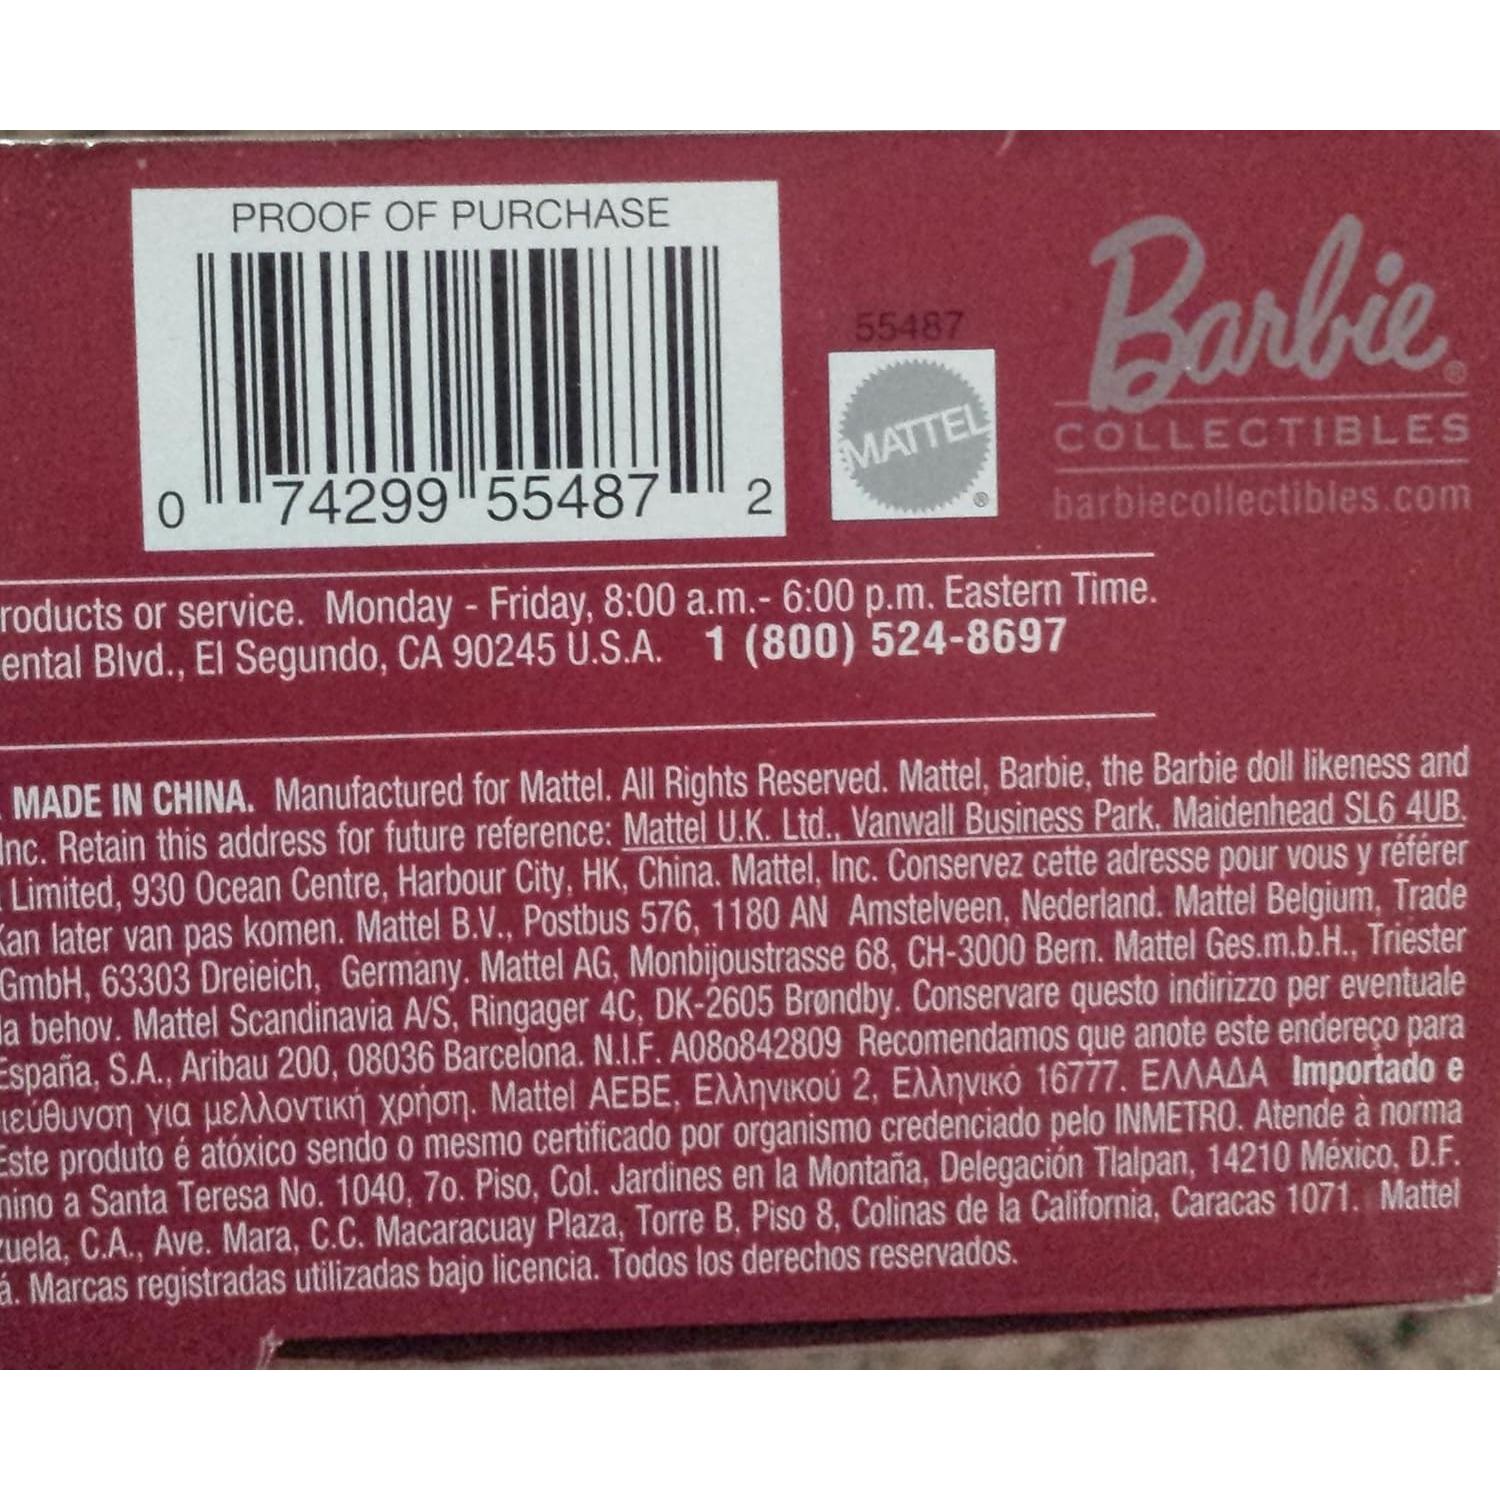 PROOF OF PURCHASE
0 74299 55487 2
55487
MATTEL
®
Barbie®
COLLECTIBLES
barbiecollectibles.com
roducts or service. Monday - Friday, 8:00 a.m.- 6:00 p.m. Eastern Time.
ental Blvd., El Segundo, CA 90245 U.S.A. 1 (800) 524-8697
MADE IN CHINA. Manufactured for Mattel. All Rights Reserved. Mattel, Barbie, the Barbie doll likeness and
Inc. Retain this address for future reference: Mattel U.K. Ltd., Vanwall Business Park, Maidenhead SL6 4UB.
Limited, 930 Ocean Centre, Harbour City, HK, China. Mattel, Inc. Conservez cette adresse pour vous y référer
Kan later van pas komen. Mattel B.V., Postbus 576, 1180 AN Amstelveen, Nederland. Mattel Belgium, Trade
GmbH, 63303 Dreieich, Germany. Mattel AG, Monbijoustrasse 68, CH-3000 Bern. Mattel Ges.m.b.H., Triester
la behov. Mattel Scandinavia A/S, Ringager 4C, DK-2605 Brøndby. Conservare questo indirizzo per eventuale
España, S.A., Aribau 200, 08036 Barcelona. N.I.F. A08o842809 Recomendamos que anote este endereço para
ιεύθυνση για μελλοντική χρήση. Mattel AEBE, Ελληνικού 2, Ελληνικό 16777. ΕΛΛΑΔΑ Importado e
Este produto é atóxico sendo o mesmo certificado por organismo credenciado pelo INMETRO. Atende à norma
mino a Santa Teresa No. 1040, 7o. Piso, Col. Jardines en la Montaña, Delegación Tlalpan, 14210 México, D.F.
zuela, C.A., Ave. Mara, C.C. Macaracuay Plaza, Torre B, Piso 8, Colinas de la California, Caracas 1071. Mattel
á. Marcas registradas utilizadas bajo licencia. Todos los derechos reservados.